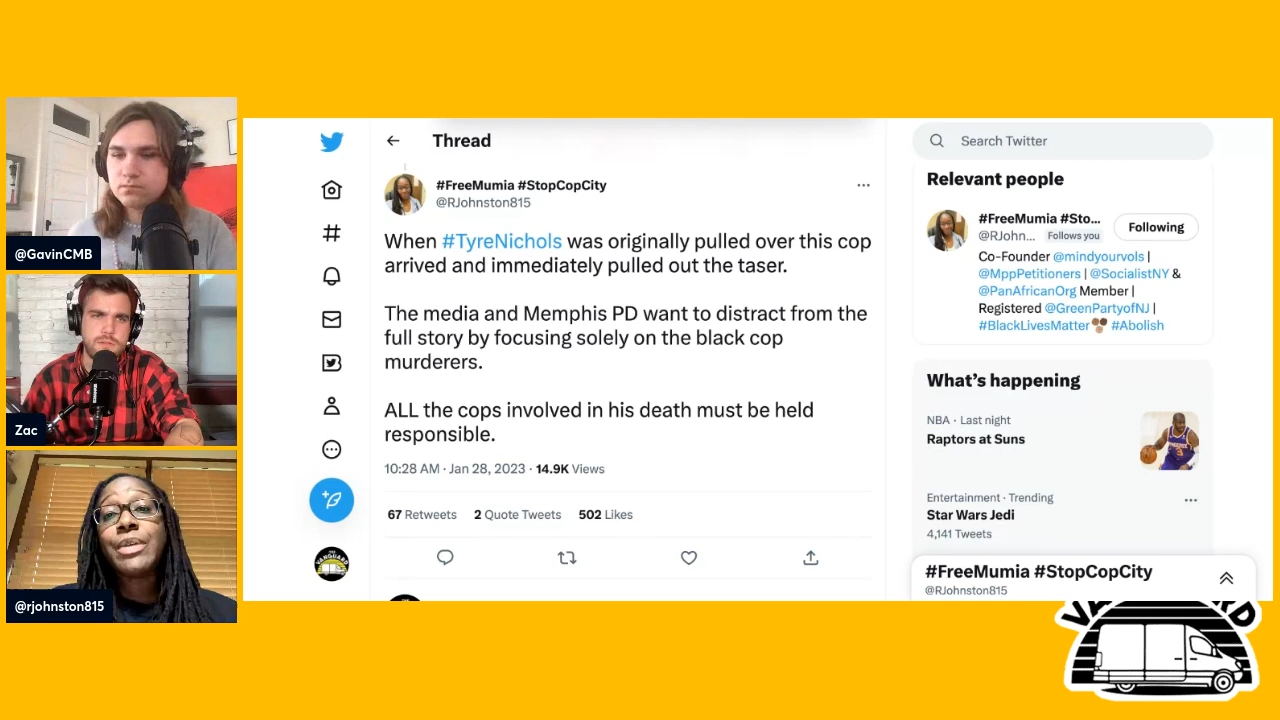 @GavinCMB
Zac
@rjohnston815
Thread
#FreeMumia #StopCopCity
@RJohnston815
When #TyreNichols was originally pulled over this cop
arrived and immediately pulled out the taser.
The media and Memphis PD want to distract from the
full story by focusing solely on the black cop
murderers.
ALL the cops involved in his death must be held
responsible.
10:28 AM · Jan 28, 2023 · 14.9K Views
67 Retweets 2 Quote Tweets 502 Likes
Search Twitter
Relevant people
#FreeMumia #Sto...
@RJohn... Follows you
Following
Co-Founder @mindyourvols |
@MppPetitioners | @SocialistNY &
@PanAfricanOrg Member |
Registered @GreenPartyofNJ |
#BlackLivesMatter #Abolish
What's happening
NBA · Last night
Raptors at Suns
Entertainment · Trending
Star Wars Jedi
4,141 Tweets
#FreeMumia #StopCopCity
@RJohnston815
VANGUARD